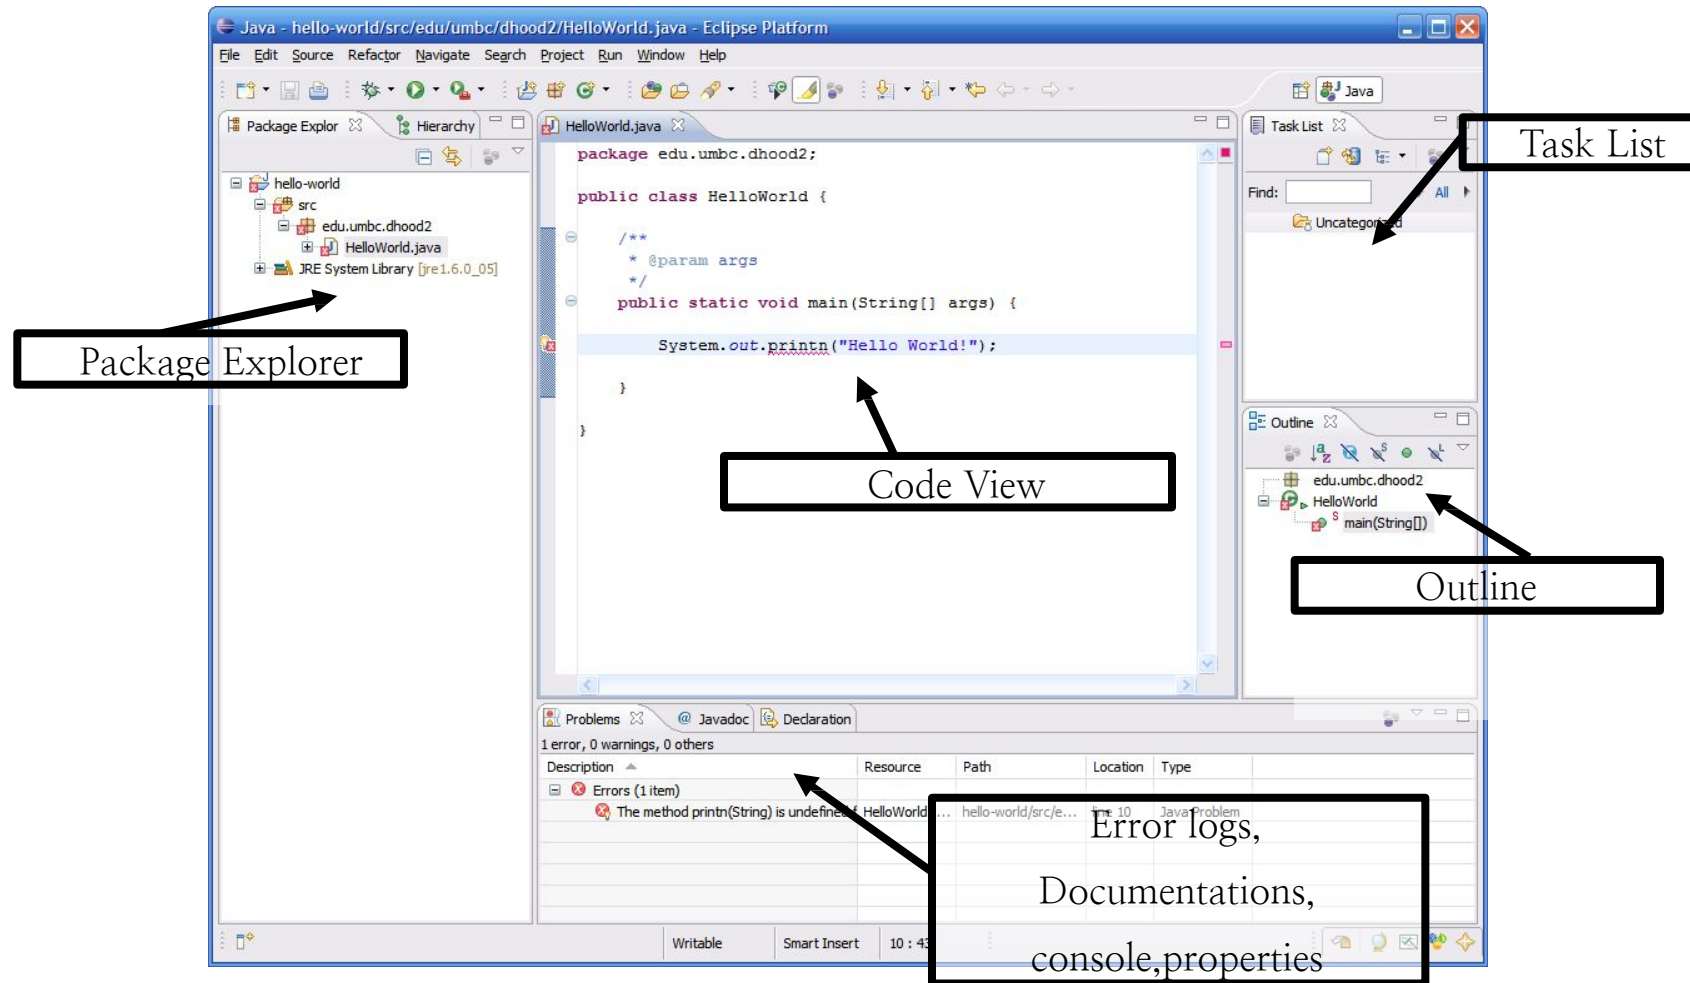 Java - hello-world/src/edu/umbc/dhood2/HelloWorld.java - Eclipse Platform
File Edit Source Refactor Navigate Search Project Run Window Help
Java
Package Explor Hierarchy
hello-world
src
edu.umbc.dhood2
HelloWorld.java
JRE System Library [jre1.6.0_05]
Package Explorer
HelloWorld.java
package edu.umbc.dhood2;
public class HelloWorld {
/**
* @param args
*/
public static void main(String[] args) {
System.out.printn("Hello World!");
}
}
Code View
Task List
Task List
Find: All
Uncategorized
Outline
edu.umbc.dhood2
HelloWorld
main(String[])
Outline
Problems @ Javadoc Declaration
1 error, 0 warnings, 0 others
Description Resource Path Location Type
Errors (1 item)
The method printn(String) is undefined f HelloWorld... hello-world/src/e... line 10 Java Problem
Error logs,
Documentations,
console,properties
Writable Smart Insert 10 : 43